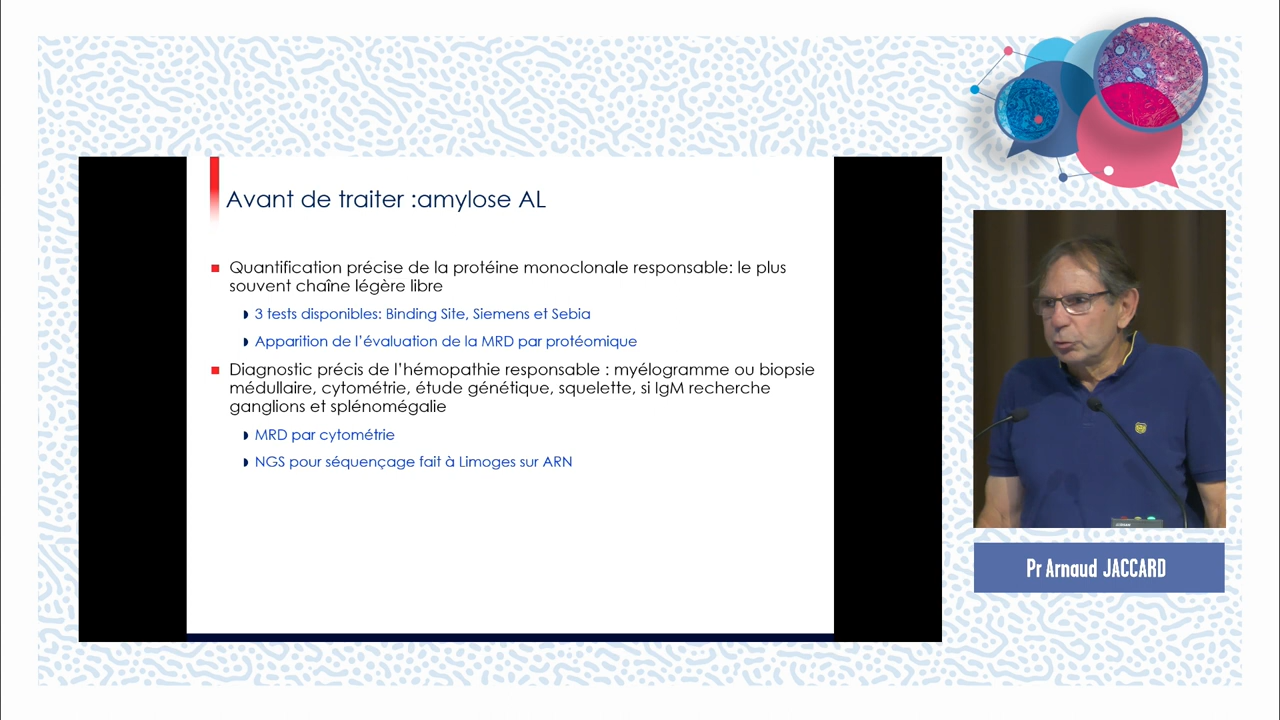 Avant de traiter :amylose AL
Quantification précise de la protéine monoclonale responsable: le plus
souvent chaîne légère libre
3 tests disponibles: Binding Site, Siemens et Sebia
Apparition de l'évaluation de la MRD par protéomique
Diagnostic précis de l'hémopathie responsable : myélogramme ou biopsie
médullaire, cytométrie, étude génétique, squelette, si IgM recherche
ganglions et splénomégalie
MRD par cytométrie
NGS pour séquençage fait à Limoges sur ARN
Pr Arnaud JACCARD